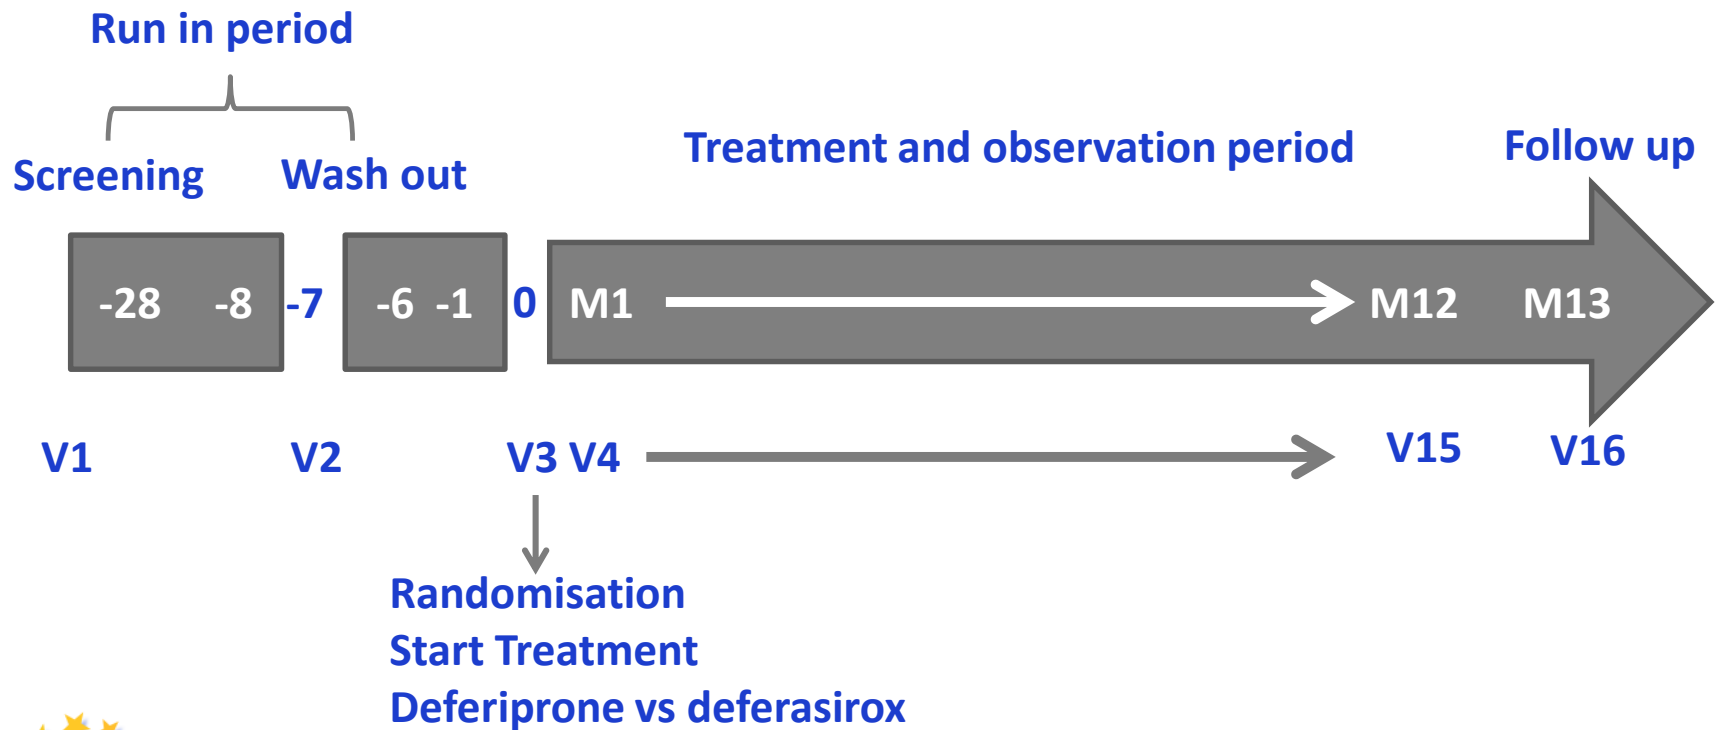 Run in period
Screening Wash out
Treatment and observation period
Follow up
-28 -8 -7 -6 -1 0 M1 M12 M13
V1 V2 V3 V4 V15 V16
Randomisation
Start Treatment
Deferiprone vs deferasirox